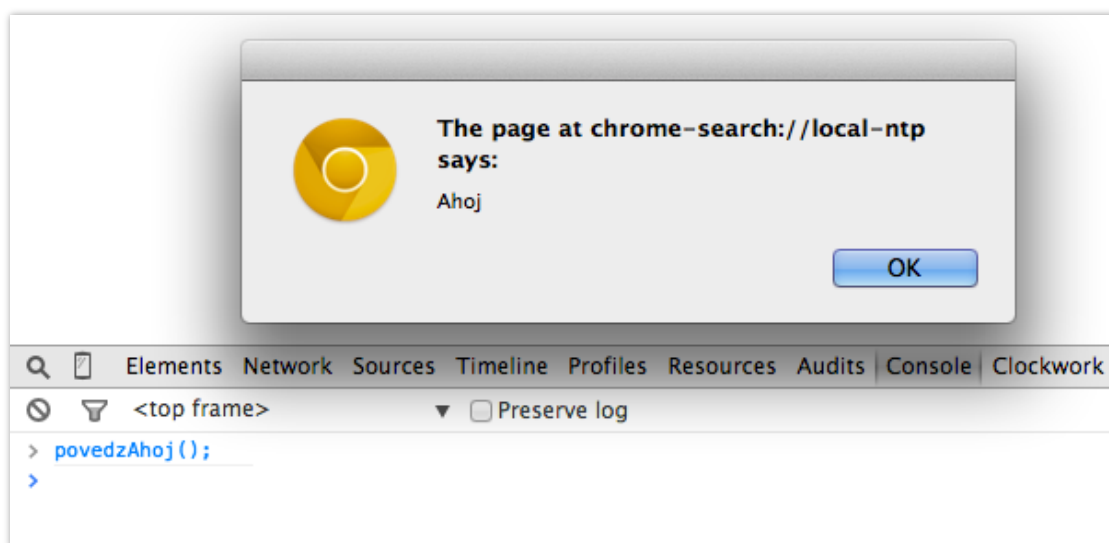 The page at chrome-search://local-ntp
says:
Ahoj
OK
Elements Network Sources Timeline Profiles Resources Audits Console Clockwork
<top frame> ▼ Preserve log
> povedzAhoj();
>